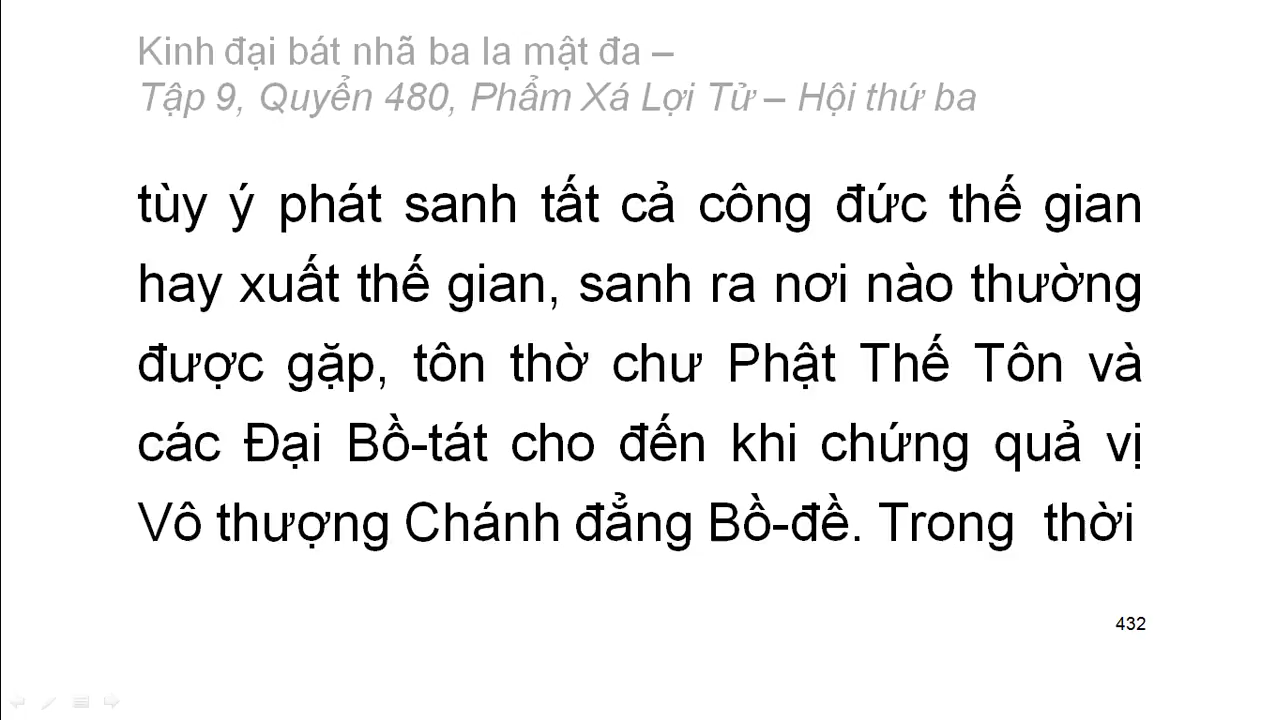 Kinh đại bát nhã ba la mật đa –
Tập 9, Quyển 480, Phẩm Xá Lợi Tử – Hội thứ ba
tùy ý phát sanh tất cả công đức thế gian
hay xuất thế gian, sanh ra nơi nào thường
được gặp, tôn thờ chư Phật Thế Tôn và
các Đại Bồ-tát cho đến khi chứng quả vị
Vô thượng Chánh đẳng Bồ-đề. Trong thời
432